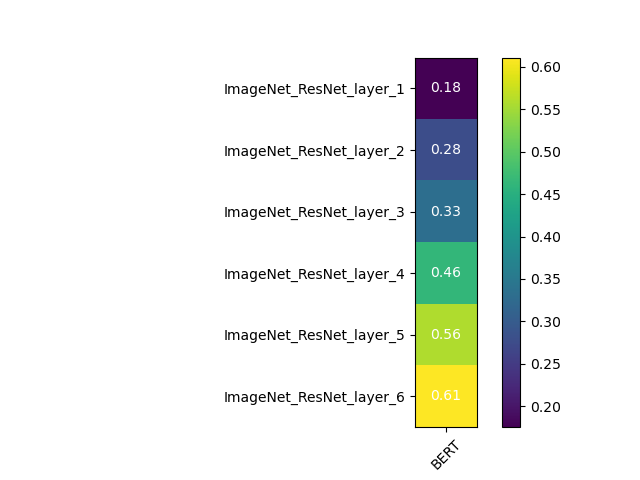 ImageNet_ResNet_layer_1
0.18
ImageNet_ResNet_layer_2
0.28
ImageNet_ResNet_layer_3
0.33
ImageNet_ResNet_layer_4
0.46
ImageNet_ResNet_layer_5
0.56
ImageNet_ResNet_layer_6
0.61
BERT
0.60
0.55
0.50
0.45
0.40
0.35
0.30
0.25
0.20